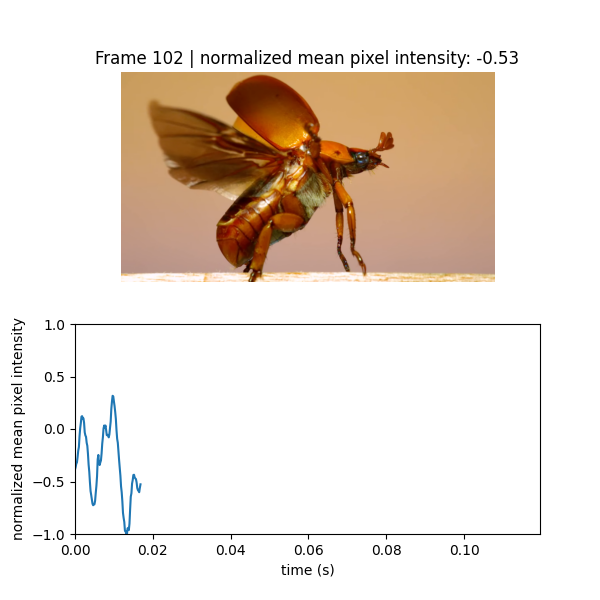 Frame 102 | normalized mean pixel intensity: -0.53
1.0
0.5
0.0
−0.5
−1.0
normalized mean pixel intensity
0.00 0.02 0.04 0.06 0.08 0.10
time (s)